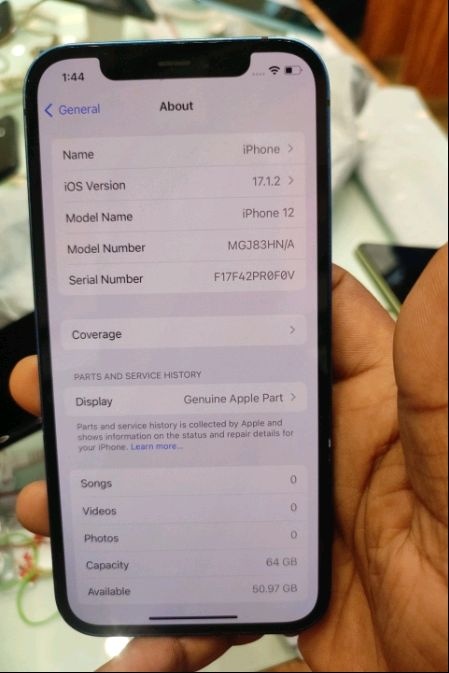 1:44
General
About
Name iPhone
iOS Version 17.1.2
Model Name iPhone 12
Model Number MGJ83HN/A
Serial Number F17F42PR0F0V
Coverage
PARTS AND SERVICE HISTORY
Display Genuine Apple Part
Parts and service history is collected by Apple and
shows information on the status and repair details for
your iPhone. Learn more...
Songs 0
Videos 0
Photos 0
Capacity 64 GB
Available 50.97 GB